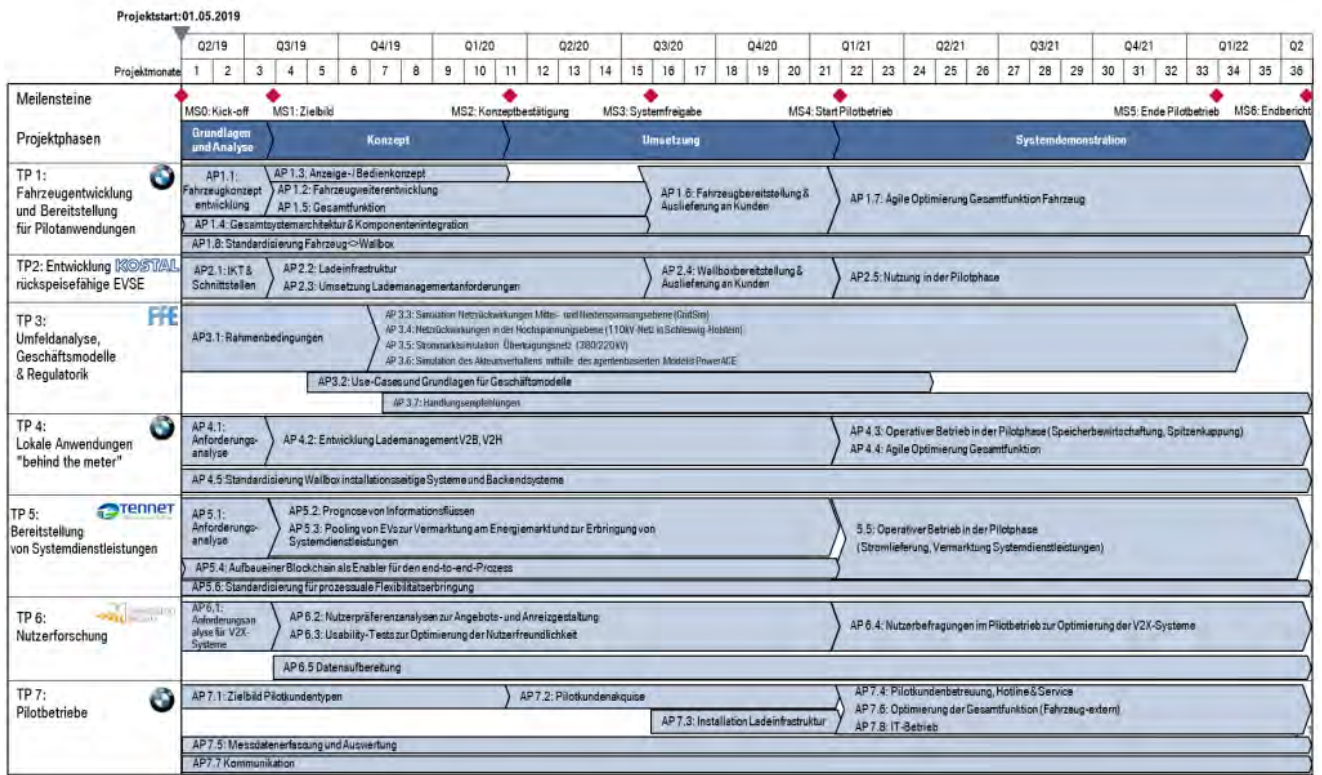 Projektstart:01.05.2019
Q2/19 Q3/19 Q4/19 Q1/20 Q2/20 Q3/20 Q4/20 Q1/21 Q2/21 Q3/21 Q4/21 Q1/22 Q2
Projektmonate 1 2 3 4 5 6 7 8 9 10 11 12 13 14 15 16 17 18 19 20 21 22 23 24 25 26 27 28 29 30 31 32 33 34 35 36
Meilensteine
MS0: Kick-off MS1: Zielbild MS2: Konzeptbestätigung MS3: Systemfreigabe MS4: Start Pilotbetrieb MS5: Ende Pilotbetrieb MS6: Endbericht
Projektphasen
Grundlagen
und Analyse
Konzept
Umsetzung
Systemdemonstration
TP 1:
Fahrzeugentwicklung
und Bereitstellung
für Pilotanwendungen
AP1.1:
Fahrzeugkonzept
entwicklung
AP 1.3: Anzeige-/Bedienkonzept
AP 1.2: Fahrzeugweiterentwicklung
AP 1.5: Gesamtfunktion
AP 1.6: Fahrzeugbereitstellung &
Auslieferung an Kunden
AP 1.7: Agile Optimierung Gesamtfunktion Fahrzeug
AP 1.4: Gesamtsystemarchitektur & Komponentenintegration
AP1.8: Standardisierung Fahrzeug<>Wallbox
TP2: Entwicklung
rückspeisefähige EVSE
KOSTAL
AP2.1: IKT &
Schnittstellen
AP 2.2: Ladeinfrastruktur
AP 2.3: Umsetzung Lademanagementanforderungen
AP 2.4: Wallboxbereitstellung &
Auslieferung an Kunden
AP2.5: Nutzung in der Pilotphase
TP 3:
Umfeldanalyse,
Geschäftsmodelle
& Regulatorik
FfE
AP3.1: Rahmenbedingungen
AP 3.3: Simulation Netzrückwirkungen Mittel- und Niederspannungsebene (GridSim)
AP 3.4: Netzrückwirkungen in der Hochspannungsebene (110kV-Netz in Schleswig-Holstein)
AP 3.5: Strommarktsimulation Übertragungsnetz (380/220kV)
AP 3.6: Simulation des Akteursverhaltens mithilfe des agentenbasierten Modells PowerACE
AP3.2: Use-Cases und Grundlagen für Geschäftsmodelle
AP 3.7: Handlungsempfehlungen
TP 4:
Lokale Anwendungen
"behind the meter"
AP 4.1:
Anforderungs-
analyse
AP 4.2: Entwicklung Lademanagement V2B, V2H
AP 4.3: Operativer Betrieb in der Pilotphase (Speicherbewirtschaftung, Spitzenkappung)
AP 4.4: Agile Optimierung Gesamtfunktion
AP 4.5: Standardisierung Wallbox installationsseitige Systeme und Backendsysteme
TP 5:
Bereitstellung
von Systemdienstleistungen
TenneT
AP 5.1:
Anforderungs-
analyse
AP5.2: Prognose von Informationsflüssen
AP 5.3: Pooling von EVs zur Vermarktung am Energiemarkt und zur Erbringung von
Systemdienstleistungen
5.5: Operativer Betrieb in der Pilotphase
(Stromlieferung, Vermarktung Systemdienstleistungen)
AP5.4: Aufbau einer Blockchain als Enabler für den end-to-end-Prozess
AP5.6: Standardisierung für prozessuale Flexibilitätserbringung
TP 6:
Nutzerforschung
AP6.1:
Anforderungsan
alyse für V2X-
Systeme
AP 6.2: Nutzerpräferenzanalysen zur Angebots- und Anreizgestaltung
AP 6.3: Usability-Tests zur Optimierung der Nutzerfreundlichkeit
AP 6.4: Nutzerbefragungen im Pilotbetrieb zur Optimierung der V2X-Systeme
AP 6.5 Datenaufbereitung
TP 7:
Pilotbetriebe
AP 7.1: Zielbild Pilotkundentypen
AP 7.2: Pilotkundenakquise
AP 7.3: Installation Ladeinfrastruktur
AP 7.4: Pilotkundenbetreuung, Hotline & Service
AP 7.6: Optimierung der Gesamtfunktion (Fahrzeug-extern)
AP 7.8: IT-Betrieb
AP 7.5: Messdatenerfassung und Auswertung
AP7.7 Kommunikation